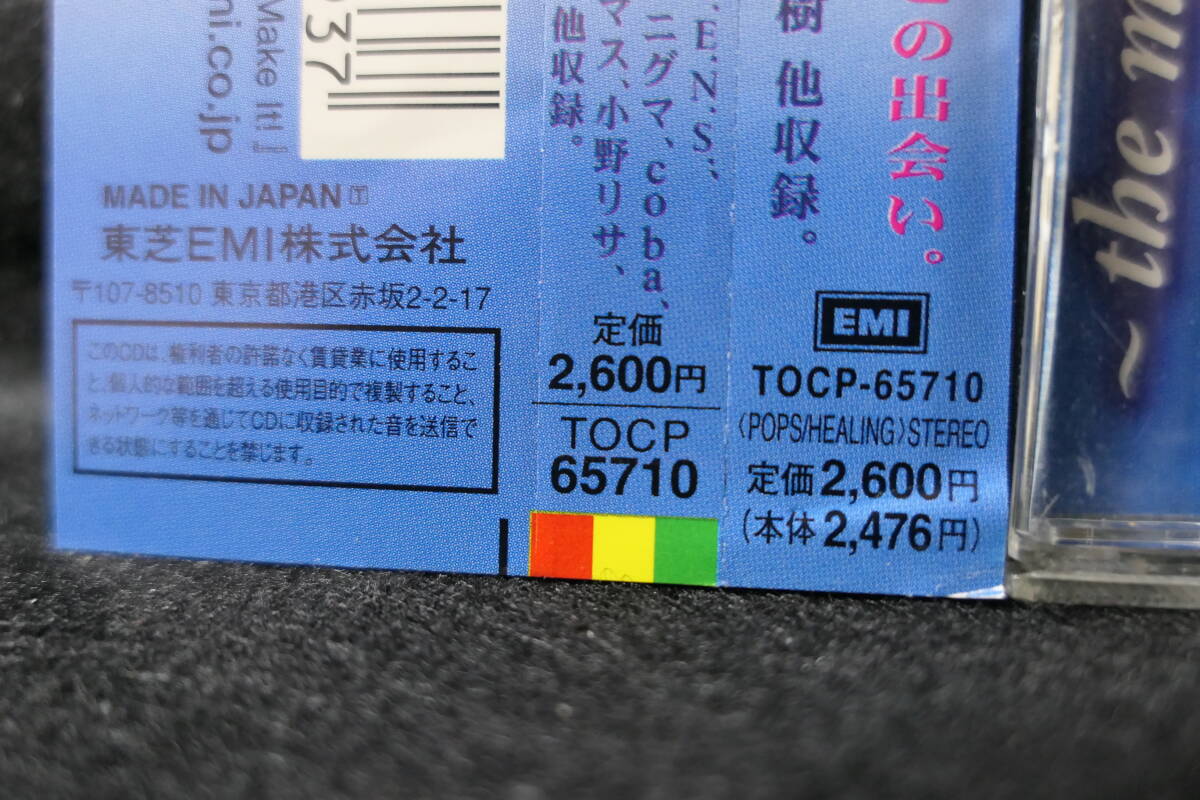 Make It!』
ni.co.jp
37
MADE IN JAPAN Ⓣ
東芝EMI株式会社
〒107-8510 東京都港区赤坂2-2-17
このCDは、権利者の許諾なく賃貸業に使用するこ
と、個人的な範囲を超える使用目的で複製すること、
ネットワーク等を通じてCDに収録された音を送信で
きる状態にすることを禁じます。
.E.N.S.、
ニグマ、coba、
マス、小野リサ、
他収録。
定価
2,600円
TOCP
65710
の出会い。
樹 他収録。
EMI
TOCP-65710
〈POPS/HEALING〉STEREO
定価2,600円
(本体2,476円)
~the m